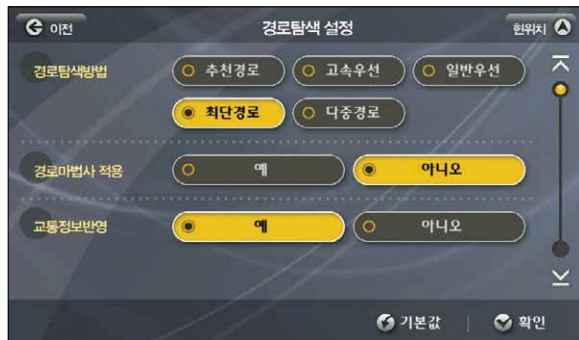 이전 경로탐색 설정 현위치
경로탐색방법 추천경로 고속우선 일반우선
최단경로 다중경로
경로마법사 적용 예 아니오
교통정보반영 예 아니오
기본값 확인